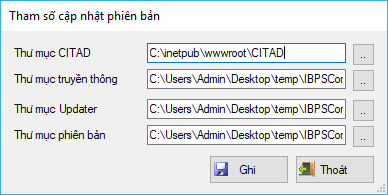 Tham số cập nhật phiên bản
Thư mục CITAD C:\inetpub\wwwroot\CITAD ..
Thư mục truyền thông C:\Users\Admin\Desktop\temp\IBPSCor ..
Thư mục Updater C:\Users\Admin\Desktop\temp\IBPSCor ..
Thư mục phiên bản C:\Users\Admin\Desktop\temp\IBPSCor ..
Ghi Thoát